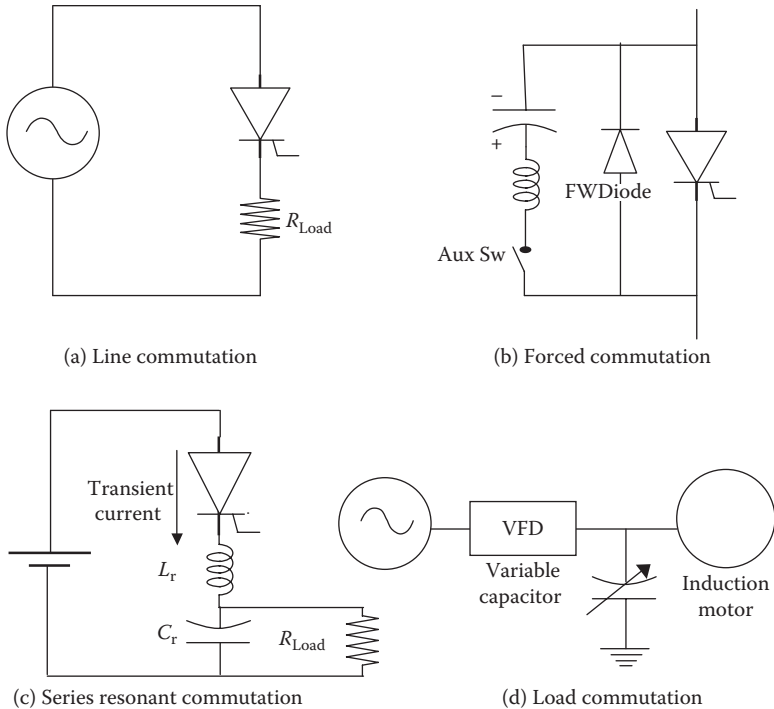 R_Load
(a) Line commutation
−
+
FWDiode
Aux Sw
(b) Forced commutation
Transient
current
L_r
C_r
R_Load
(c) Series resonant commutation
VFD
Variable
capacitor
Induction
motor
(d) Load commutation